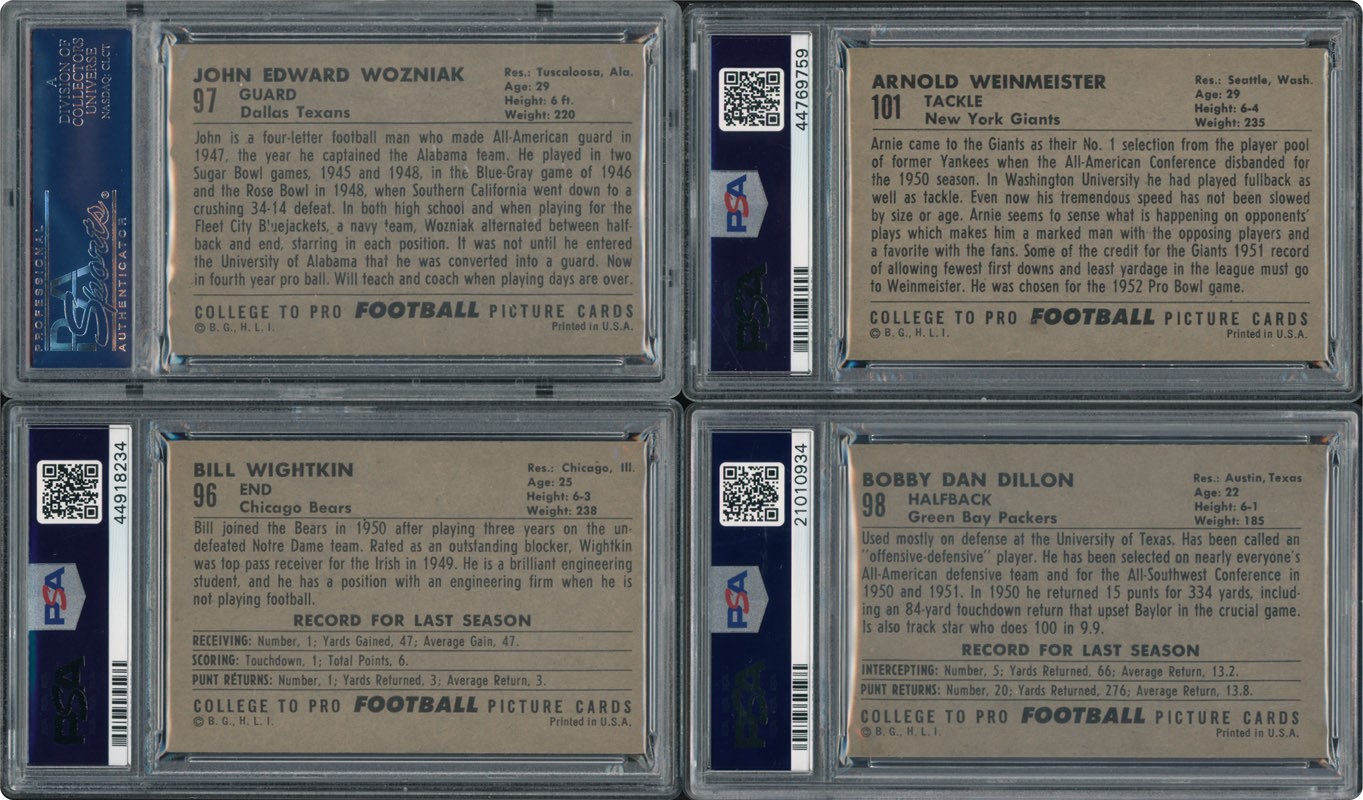 A
DIVISION OF
COLLECTORS
UNIVERSE
NASDAQ: CLCT
PROFESSIONAL
PSA
Sports®
AUTHENTICATOR
JOHN EDWARD WOZNIAK
97
GUARD
Dallas Texans
Res.: Tuscaloosa, Ala.
Age: 29
Height: 6 ft.
Weight: 220
John is a four-letter football man who made All-American guard in
1947, the year he captained the Alabama team. He played in two
Sugar Bowl games, 1945 and 1948, in the Blue-Gray game of 1946
and the Rose Bowl in 1948, when Southern California went down to a
crushing 34-14 defeat. In both high school and when playing for the
Fleet City Bluejackets, a navy team, Wozniak alternated between half-
back and end, starring in each position. It was not until he entered
the University of Alabama that he was converted into a guard. Now
in fourth year pro ball. Will teach and coach when playing days are over.
COLLEGE TO PRO FOOTBALL PICTURE CARDS
© B. G., H. L. I.
Printed in U.S.A.
44769759
PSA
PSA
ARNOLD WEINMEISTER
101
TACKLE
New York Giants
Res.: Seattle, Wash.
Age: 29
Height: 6-4
Weight: 235
Arnie came to the Giants as their No. 1 selection from the player pool
of former Yankees when the All-American Conference disbanded for
the 1950 season. In Washington University he had played fullback as
well as tackle. Even now his tremendous speed has not been slowed
by size or age. Arnie seems to sense what is happening on opponents'
plays which makes him a marked man with the opposing players and
a favorite with the fans. Some of the credit for the Giants 1951 record
of allowing fewest first downs and least yardage in the league must go
to Weinmeister. He was chosen for the 1952 Pro Bowl game.
COLLEGE TO PRO FOOTBALL PICTURE CARDS
© B. G., H. L. I.
Printed in U.S.A.
44918234
PSA
PSA
BILL WIGHTKIN
96
END
Chicago Bears
Res.: Chicago, Ill.
Age: 25
Height: 6-3
Weight: 238
Bill joined the Bears in 1950 after playing three years on the un-
defeated Notre Dame team. Rated as an outstanding blocker, Wightkin
was top pass receiver for the Irish in 1949. He is a brilliant engineering
student, and he has a position with an engineering firm when he is
not playing football.
RECORD FOR LAST SEASON
RECEIVING: Number, 1; Yards Gained, 47; Average Gain, 47.
SCORING: Touchdown, 1; Total Points, 6.
PUNT RETURNS: Number, 1; Yards Returned, 3; Average Return, 3.
COLLEGE TO PRO FOOTBALL PICTURE CARDS
© B. G., H. L. I.
Printed in U.S.A.
21010934
PSA
PSA
BOBBY DAN DILLON
98
HALFBACK
Green Bay Packers
Res.: Austin, Texas
Age: 22
Height: 6-1
Weight: 185
Used mostly on defense at the University of Texas. Has been called an
"offensive-defensive" player. He has been selected on nearly everyone's
All-American defensive team and for the All-Southwest Conference in
1950 and 1951. In 1950 he returned 15 punts for 334 yards, includ-
ing an 84-yard touchdown return that upset Baylor in the crucial game.
Is also track star who does 100 in 9.9.
RECORD FOR LAST SEASON
INTERCEPTING: Number, 5; Yards Returned, 66; Average Return, 13.2.
PUNT RETURNS: Number, 20; Yards Returned, 276; Average Return, 13.8.
COLLEGE TO PRO FOOTBALL PICTURE CARDS
© B. G., H. L. I.
Printed in U.S.A.